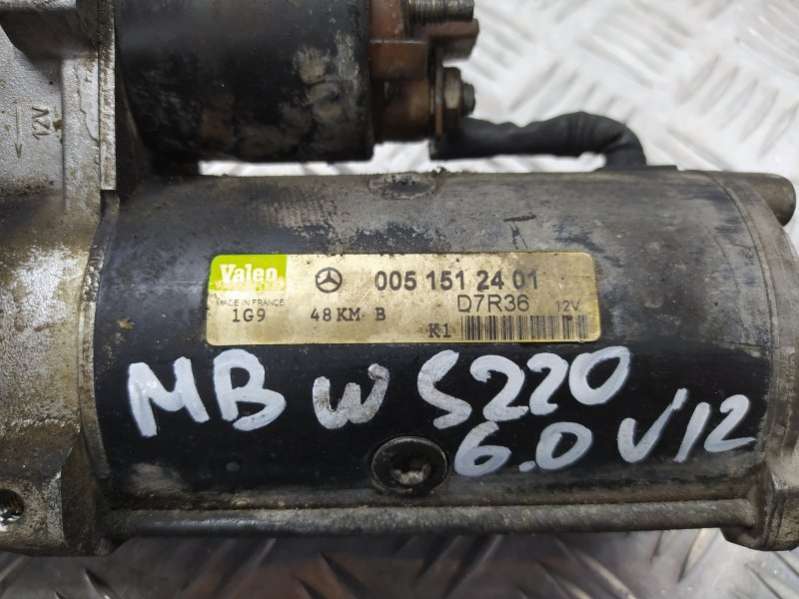 12V
Valeo 005 151 24 01
MADE IN FRANCE D7R36 12V
1G9 48 KM B K1
MB W S220
6.0 V12